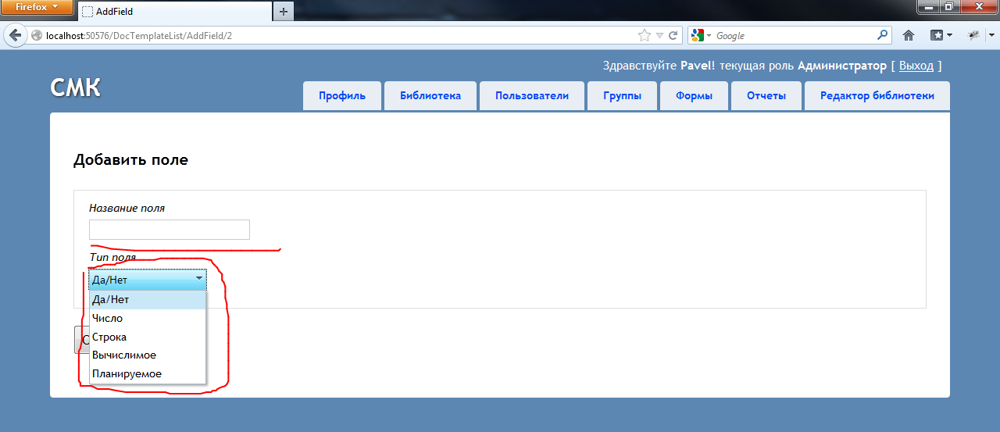 Firefox
AddField
localhost:50576/DocTemplateList/AddField/2
Google
Здравствуйте Pavel! текущая роль Администратор [ Выход ]
СМК
Профиль
Библиотека
Пользователи
Группы
Формы
Отчеты
Редактор библиотеки
Добавить поле
Название поля
Тип поля
Да/Нет
Да/Нет
Число
Строка
Вычислимое
Планируемое